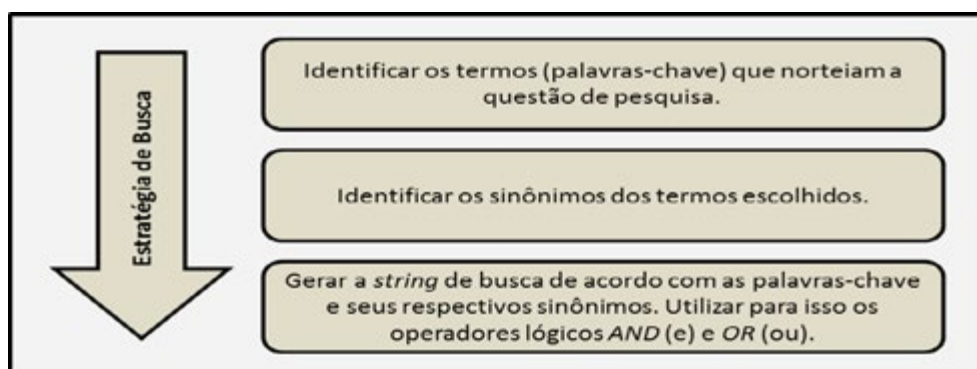 Estratégia de Busca
Identificar os termos (palavras-chave) que norteiam a
questão de pesquisa.
Identificar os sinônimos dos termos escolhidos.
Gerar a string de busca de acordo com as palavras-chave
e seus respectivos sinônimos. Utilizar para isso os
operadores lógicos AND (e) e OR (ou).